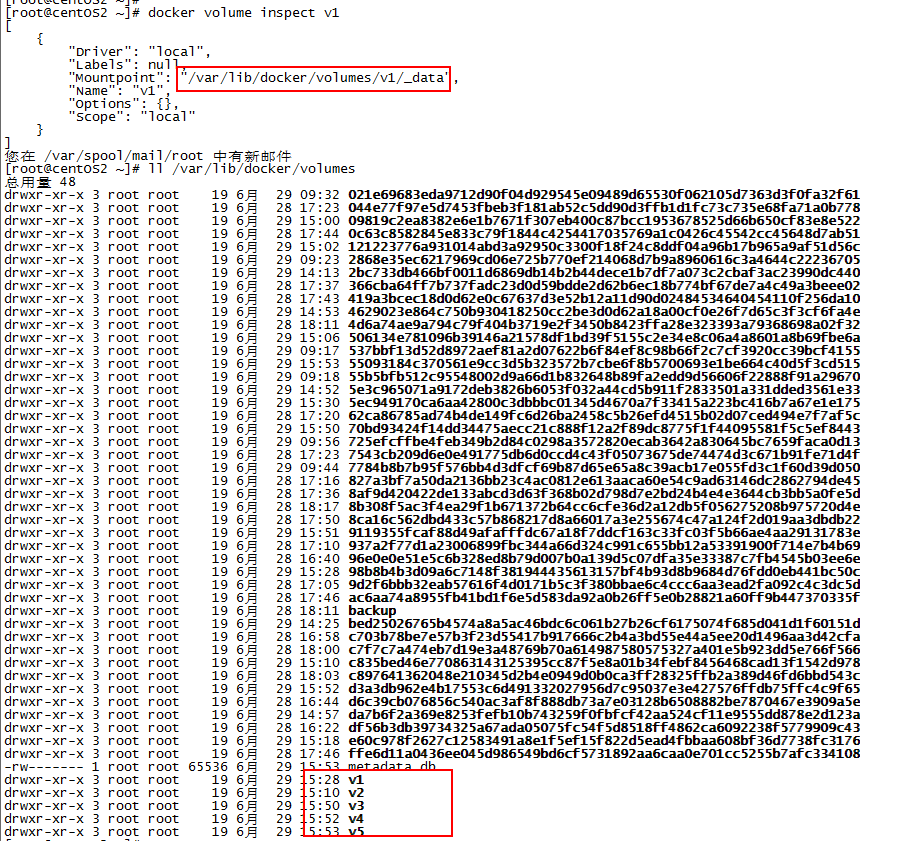 [root@centOS2 ~]#
[root@centOS2 ~]# docker volume inspect v1
[
    {
        "Driver": "local",
        "Labels": null,
        "Mountpoint": "/var/lib/docker/volumes/v1/_data",
        "Name": "v1",
        "Options": {},
        "Scope": "local"
    }
]
您在 /var/spool/mail/root 中有新邮件
[root@centOS2 ~]# ll /var/lib/docker/volumes
总用量 48
drwxr-xr-x 3 root root    19 6月  29 09:32 021e69683eda9712d90f04d929545e09489d65530f062105d7363d3f0fa32f61
drwxr-xr-x 3 root root    19 6月  28 17:23 044e77f97e5d7453fbeb3f181ab52c5dd90d3ffb1d1fc73c735e68fa71a0b778
drwxr-xr-x 3 root root    19 6月  29 15:00 09819c2ea8382e6e1b7671f307eb400c87bcc1953678525d66b650cf83e8e522
drwxr-xr-x 3 root root    19 6月  28 17:44 0c63c8582845e833c79f1844c4254417035769a1c0426c45542cc45648d7ab51
drwxr-xr-x 3 root root    19 6月  29 15:02 121223776a931014abd3a92950c3300f18f24c8ddf04a96b17b965a9af51d56c
drwxr-xr-x 3 root root    19 6月  29 09:23 2868e35ec6217969cd06e725b770ef214068d7b9a8960616c3a4644c22236705
drwxr-xr-x 3 root root    19 6月  29 14:13 2bc733db466bf0011d6869db14b2b44dece1b7df7a073c2cbaf3ac23990dc440
drwxr-xr-x 3 root root    19 6月  28 17:37 366cba64ff7b737fadc23d0d59bdde2d62b6ec18b774bf67de7a4c49a3beee02
drwxr-xr-x 3 root root    19 6月  28 17:43 419a3bcec18d0d62e0c67637d3e52b12a11d90d02484534640454110f256da10
drwxr-xr-x 3 root root    19 6月  29 14:53 4629023e864c750b930418250cc2be3d0d62a18a00cf0e26f7d65c3f3cf6fa4e
drwxr-xr-x 3 root root    19 6月  28 18:11 4d6a74ae9a794c79f404b3719e2f3450b8423ffa28e323393a79368698a02f32
drwxr-xr-x 3 root root    19 6月  29 15:06 506134e781096b39146a21578df1bd39f5155c2e34e8c06a4a8601a8b69fbe6a
drwxr-xr-x 3 root root    19 6月  29 09:17 537bbf13d52d8972aef81a2d07622b6f84ef8c98b66f2c7cf3920cc39bcf4155
drwxr-xr-x 3 root root    19 6月  29 15:53 55093184c370561e9cc3d5b323572b7cbe6f8b5700693e1be664c40d5f3cd515
drwxr-xr-x 3 root root    19 6月  29 09:18 55b5bfb512c95548002d9a66d1b832648b89fa2edd9d56606f22888f91a29670
drwxr-xr-x 3 root root    19 6月  29 14:52 5e3c965071a9172deb3826b6053f032a44cd5b911f2833501a331dded3561e33
drwxr-xr-x 3 root root    19 6月  29 15:30 5ec949170ca6aa42800c3dbbbc01345d4670a7f33415a223bc416b7a67e1e175
drwxr-xr-x 3 root root    19 6月  28 17:20 62ca86785ad74b4de149fc6d26ba2458c5b26efd4515b02d07ced494e7f7af5c
drwxr-xr-x 3 root root    19 6月  29 15:50 70bd93424f14dd34475aecc21c888f12a2f89dc8775f1f44095581f5c5ef8443
drwxr-xr-x 3 root root    19 6月  29 09:56 725efcffbe4feb349b2d84c0298a3572820ecab3642a830645bc7659faca0d13
drwxr-xr-x 3 root root    19 6月  28 17:23 7543cb209d6e0e491775db6d0ccd4c43f05073675de74474d3c671b91fe71d4f
drwxr-xr-x 3 root root    19 6月  29 09:44 7784b8b7b95f576bb4d3dfcf69b87d65e65a8c39acb17e055fd3c1f60d39d050
drwxr-xr-x 3 root root    19 6月  28 17:16 827a3bf7a50da2136bb23c4ac0812e613aaca60e54c9ad63146dc2862794de45
drwxr-xr-x 3 root root    19 6月  28 17:36 8af9d420422de133abcd3d63f368b02d798d7e2bd24b4e4e3644cb3bb5a0fe5d
drwxr-xr-x 3 root root    19 6月  28 18:17 8b308f5ac3f4ea29f1b671372b64cc6cfe36d2a12db5f056275208b975720d4e
drwxr-xr-x 3 root root    19 6月  28 17:50 8ca16c562dbd433c57b868217d8a66017a3e255674c47a124f2d019aa3dbdb22
drwxr-xr-x 3 root root    19 6月  29 15:51 9119355fcaf88d49afafffdc67a18f7ddcf163c33fc03f5b66ae4aa29131783e
drwxr-xr-x 3 root root    19 6月  28 17:10 937a2f77d1a23006899fbc344a66d324c991c655bb12a53391900f714e7b4b69
drwxr-xr-x 3 root root    19 6月  28 16:40 96e0e0e51e5c6b328ed8b79d007b0a139d5c07dfa35e33387c7fb4545b03ee6e
drwxr-xr-x 3 root root    19 6月  29 15:28 98b8b4b3d09a6c7148f38194443561 3157bf4b93d8b9684d76fdd0eb441bc50c
drwxr-xr-x 3 root root    19 6月  28 17:05 9d2f6bbb32eab57616f4d0171b5c3f380bbae6c4ccc6aa3ead2fa092c4c3dc5d
drwxr-xr-x 3 root root    19 6月  28 17:46 ac6aa74a8955fb41bd1f6e5d583da92a0b26ff5e0b28821a60ff9b447370335f
drwxr-xr-x 3 root root    19 6月  28 18:11 backup
drwxr-xr-x 3 root root    19 6月  29 14:25 bed25026765b4574a8a5ac46bdc6c061b27b26cf6175074f685d041d1f60151d
drwxr-xr-x 3 root root    19 6月  28 16:58 c703b78be7e57b3f23d55417b917666c2b4a3bd55e44a5ee20d1496aa3d42cfa
drwxr-xr-x 3 root root    19 6月  28 18:00 c7f7c7a474eb7d19e3a48769b70a614987580575327a401e5b923dd5e766f566
drwxr-xr-x 3 root root    19 6月  29 15:10 c835bed46e770863143125395cc87f5e8a01b34febf8456468cad13f1542d978
drwxr-xr-x 3 root root    19 6月  28 18:03 c897641362048e210345d2b4e0949d0b0ca3ff28325ffb2a389d46fd6bbd543c
drwxr-xr-x 3 root root    19 6月  29 15:52 d3a3db962e4b17553c6d491332027956d7c95037e3e427576ffdb75ffc4c9f65
drwxr-xr-x 3 root root    19 6月  28 16:44 d6c39cb076856c540ac3af8f888db73a7e03128b6508882be7870467e3909a5e
drwxr-xr-x 3 root root    19 6月  29 14:57 da7b6f2a369e8253fefb10b743259f0fbfcf42aa524cf11e9555dd878e2d123a
drwxr-xr-x 3 root root    19 6月  28 16:22 df56b3db39734325a67ada05075fc54f5d8518ff4862ca6092238f5779909c43
drwxr-xr-x 3 root root    19 6月  29 15:18 e60c978f2627c12583491a8e1f5ef15f822d5ead4fbbaa608bf36d7738fc3176
drwxr-xr-x 3 root root    19 6月  28 17:46 ffe6d11a0436ee045d986549bd6cf5731892aa6caa0e701cc5255b7afc334108
-rw------- 1 root root 65536 6月  29 15:53 metadata.db
drwxr-xr-x 3 root root    19 6月  29 15:28 v1
drwxr-xr-x 3 root root    19 6月  29 15:10 v2
drwxr-xr-x 3 root root    19 6月  29 15:50 v3
drwxr-xr-x 3 root root    19 6月  29 15:52 v4
drwxr-xr-x 3 root root    19 6月  29 15:53 v5